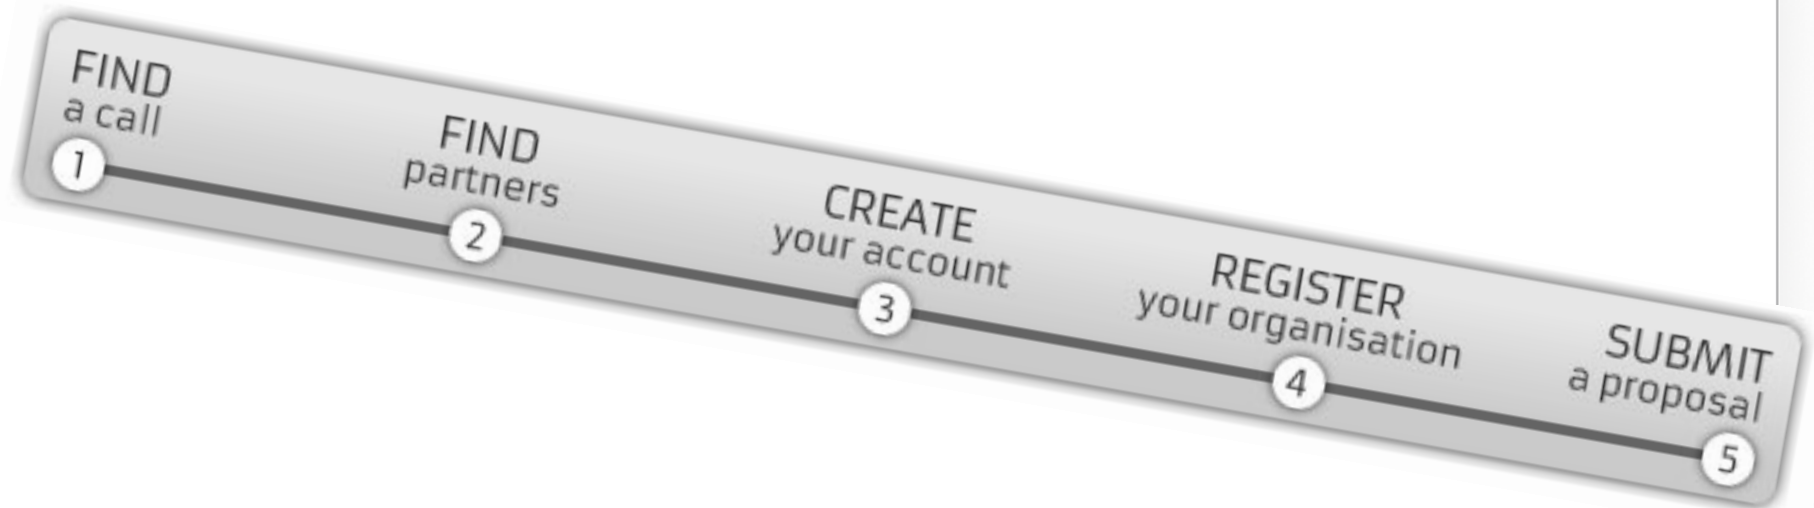 FIND
a call
1
FIND
partners
2
CREATE
your account
3
REGISTER
your organisation
4
SUBMIT
a proposal
5